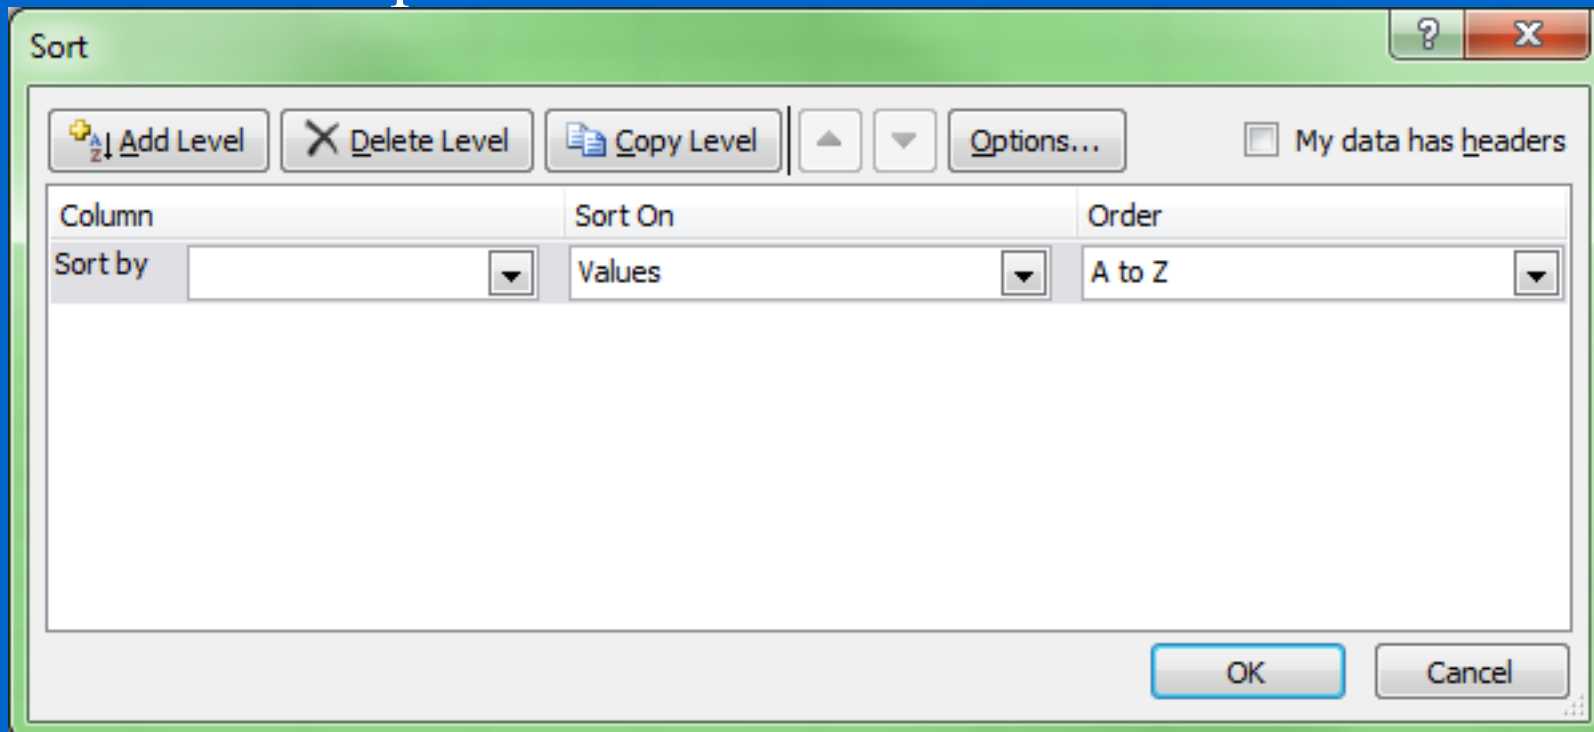 Sort
Add Level Delete Level Copy Level Options... My data has headers
Column Sort On Order
Sort by Values A to Z
OK Cancel